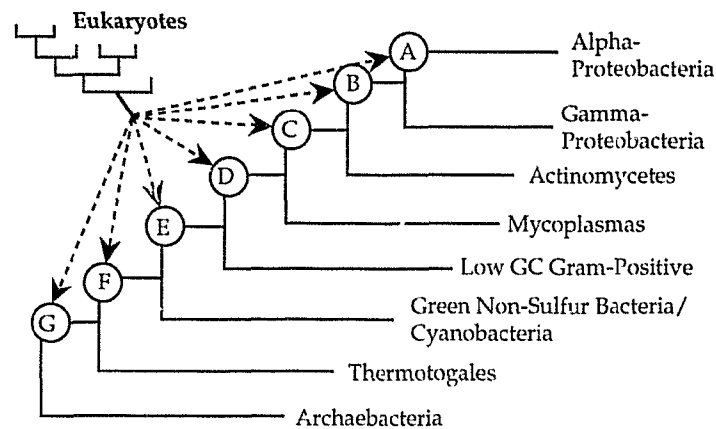 Eukaryotes
A
Alpha-
Proteobacteria
B
Gamma-
Proteobacteria
C
Actinomycetes
D
Mycoplasmas
E
Low GC Gram-Positive
F
Green Non-Sulfur Bacteria/
Cyanobacteria
G
Thermotogales
Archaebacteria